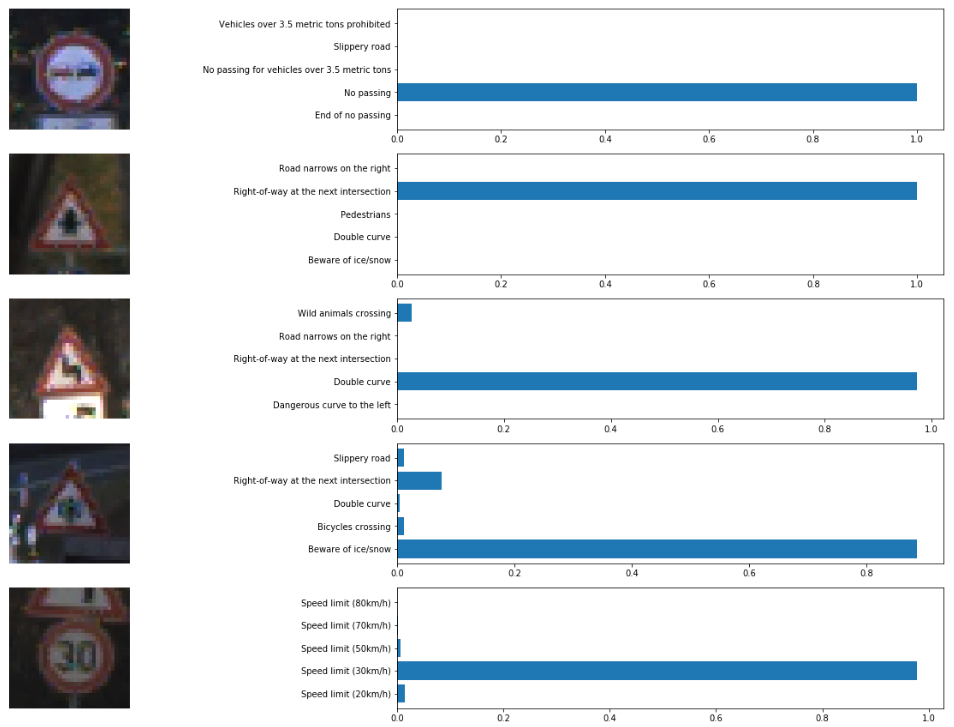 Vehicles over 3.5 metric tons prohibited
Slippery road
No passing for vehicles over 3.5 metric tons
No passing
End of no passing
0.0 0.2 0.4 0.6 0.8 1.0
Road narrows on the right
Right-of-way at the next intersection
Pedestrians
Double curve
Beware of ice/snow
0.0 0.2 0.4 0.6 0.8 1.0
Wild animals crossing
Road narrows on the right
Right-of-way at the next intersection
Double curve
Dangerous curve to the left
0.0 0.2 0.4 0.6 0.8 1.0
Slippery road
Right-of-way at the next intersection
Double curve
Bicycles crossing
Beware of ice/snow
0.0 0.2 0.4 0.6 0.8
30
Speed limit (80km/h)
Speed limit (70km/h)
Speed limit (50km/h)
Speed limit (30km/h)
Speed limit (20km/h)
0.0 0.2 0.4 0.6 0.8 1.0